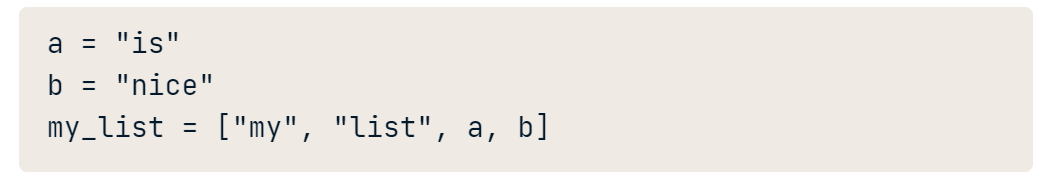 a = "is"
b = "nice"
my_list = ["my", "list", a, b]